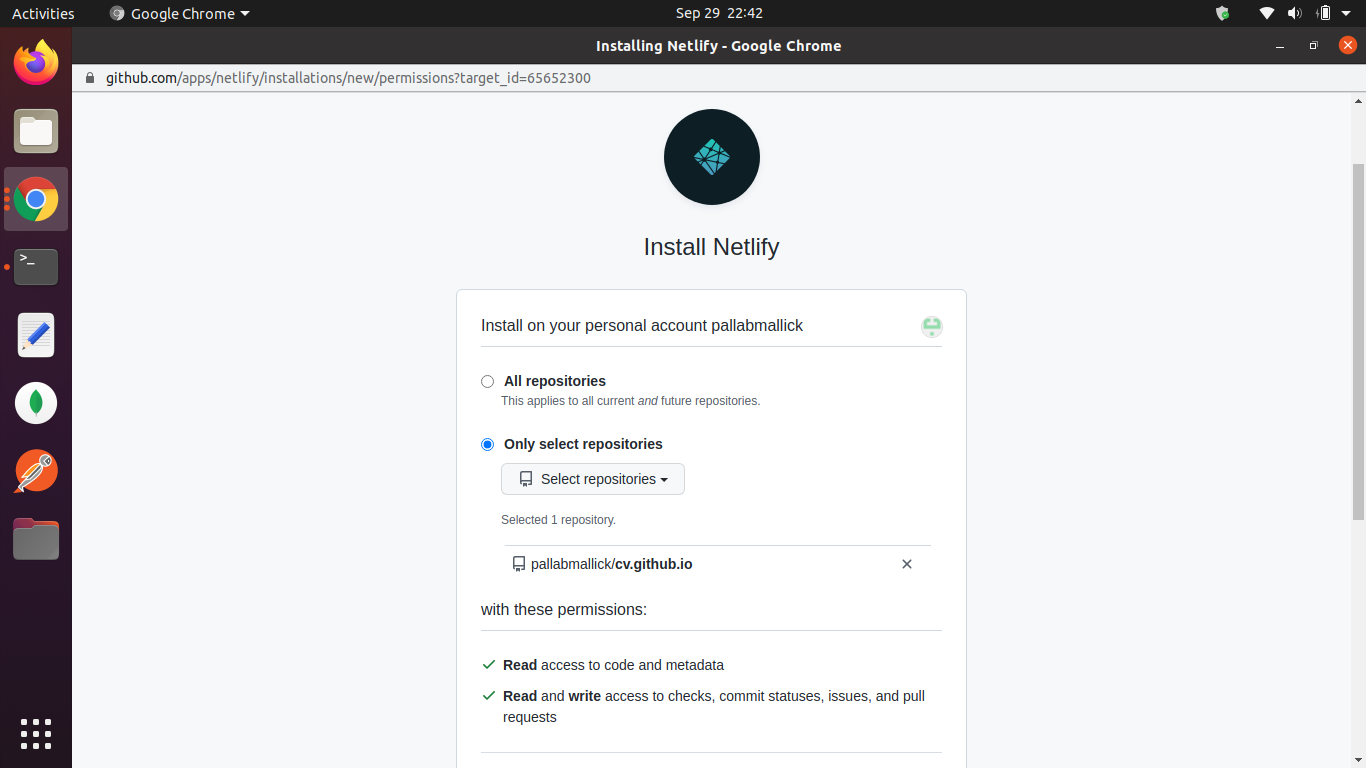 Activities Google Chrome Sep 29 22:42
Installing Netlify - Google Chrome
github.com/apps/netlify/installations/new/permissions?target_id=65652300
>_
Install Netlify
Install on your personal account pallabmallick
All repositories
This applies to all current and future repositories.
Only select repositories
Select repositories
Selected 1 repository.
pallabmallick/cv.github.io
with these permissions:
Read access to code and metadata
Read and write access to checks, commit statuses, issues, and pull
requests